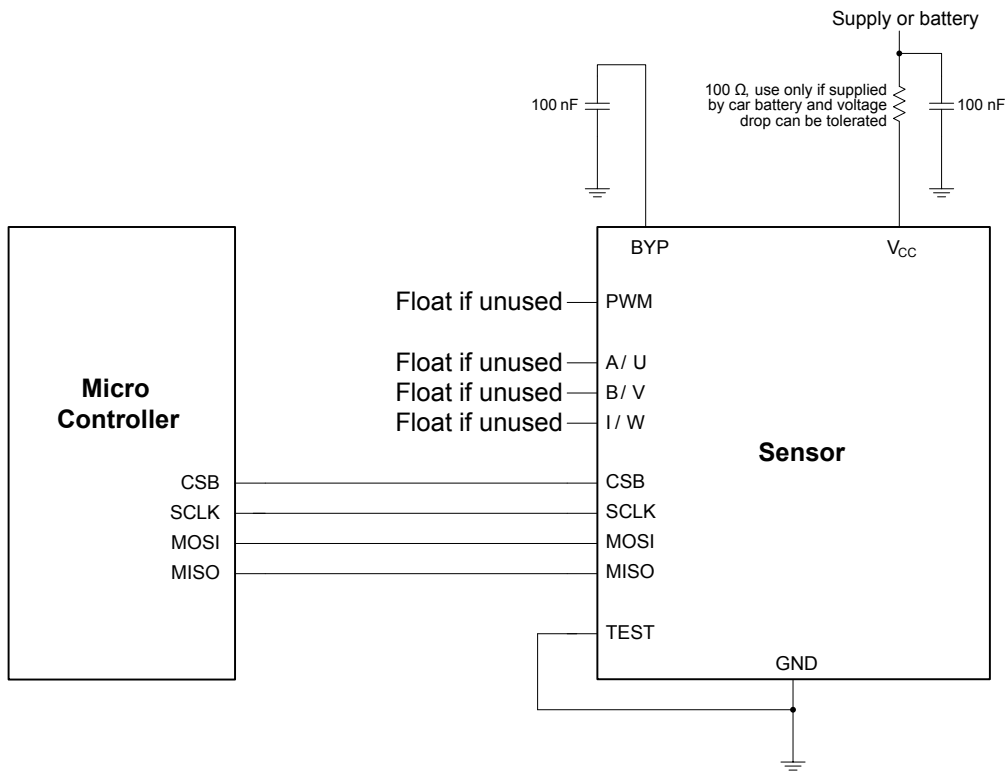 Supply or battery
100 Ω, use only if supplied
by car battery and voltage
drop can be tolerated
100 nF
100 nF
BYP
VCC
Float if unused
PWM
Float if unused
A / U
Float if unused
B / V
Float if unused
I / W
Micro
Controller
Sensor
CSB
SCLK
MOSI
MISO
CSB
SCLK
MOSI
MISO
TEST
GND